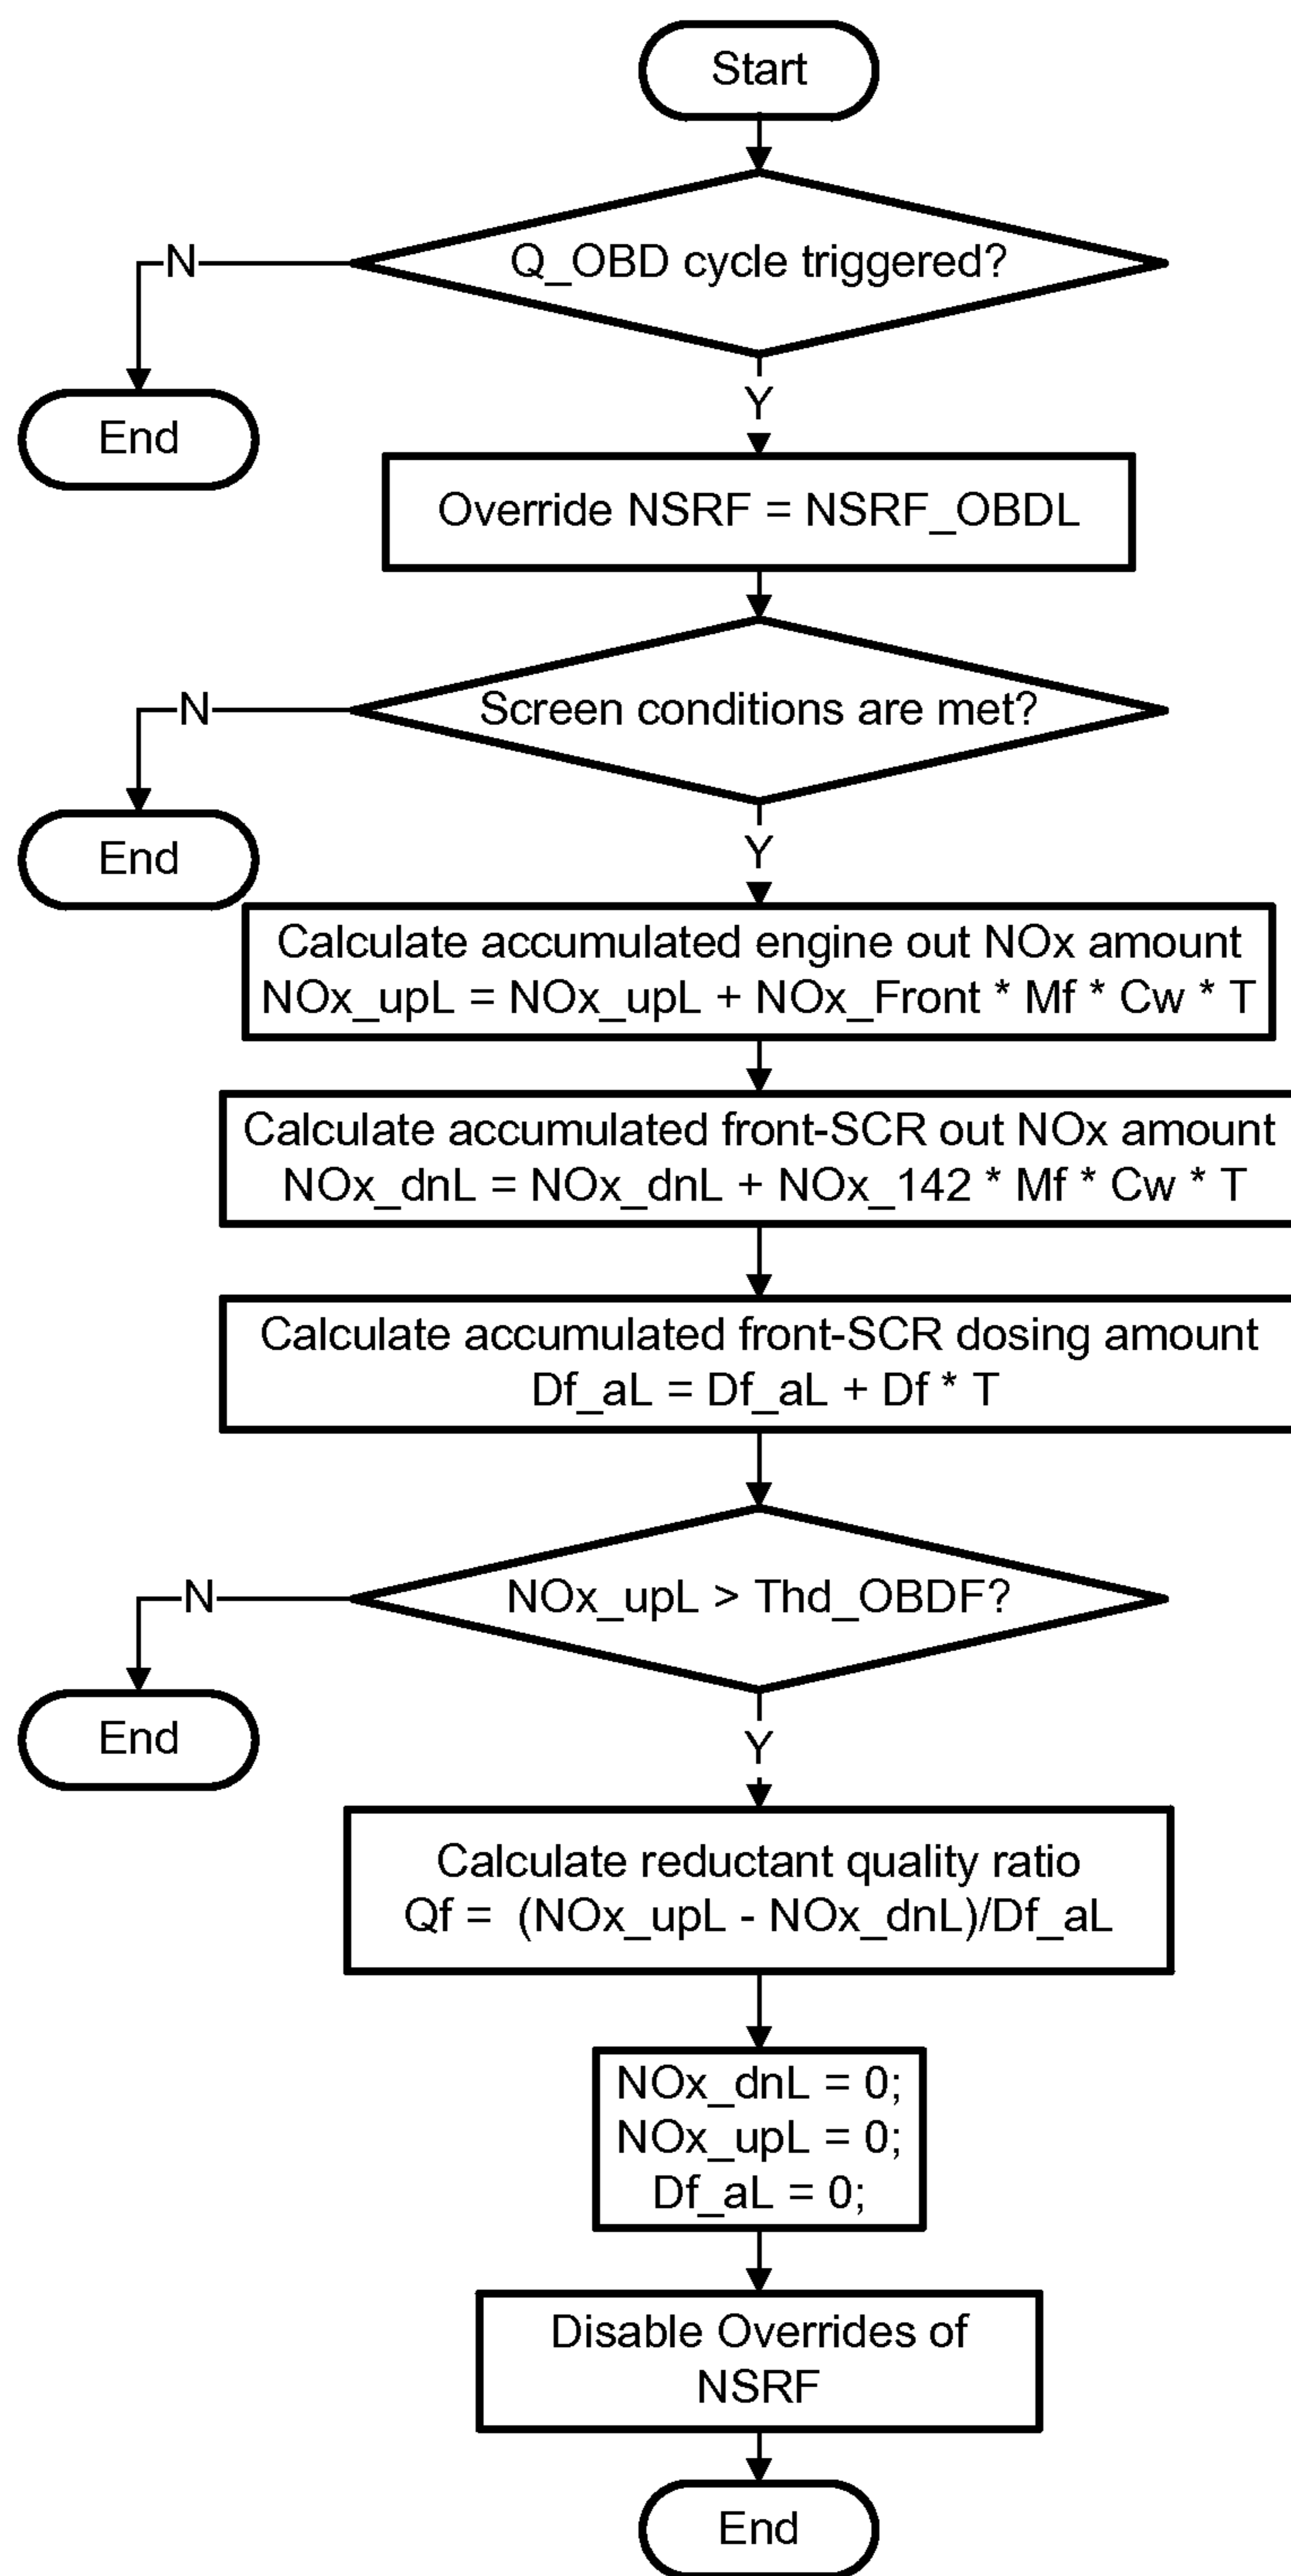 Start
Q_OBD cycle triggered?
N
End
Y
Override NSRF = NSRF_OBDL
Screen conditions are met?
N
End
Y
Calculate accumulated engine out NOx amount
NOx_upL = NOx_upL + NOx_Front * Mf * Cw * T
Calculate accumulated front-SCR out NOx amount
NOx_dnL = NOx_dnL + NOx_142 * Mf * Cw * T
Calculate accumulated front-SCR dosing amount
Df_aL = Df_aL + Df * T
NOx_upL > Thd_OBDF?
N
End
Y
Calculate reductant quality ratio
Qf = (NOx_upL - NOx_dnL)/Df_aL
NOx_dnL = 0;
NOx_upL = 0;
Df_aL = 0;
Disable Overrides of
NSRF
End